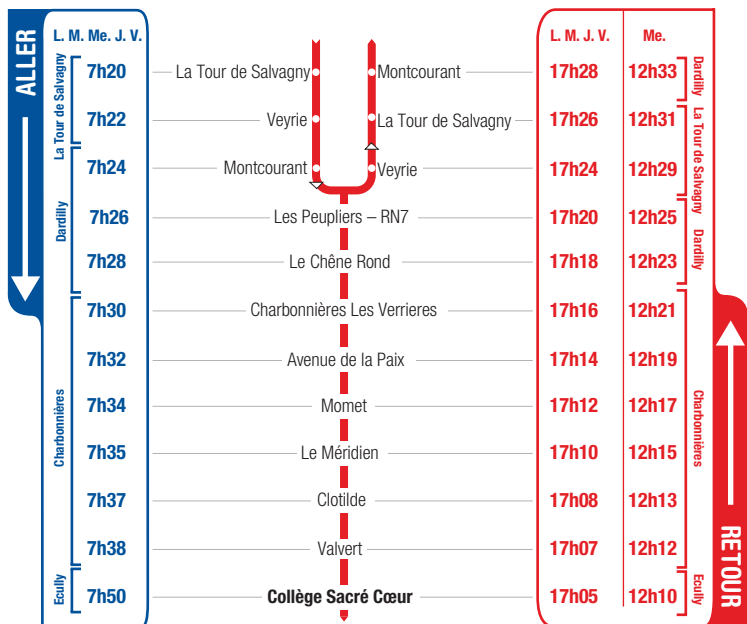 ALLER
L. M. Me. J. V.
L. M. J. V. Me.
La Tour de Salvagny
7h20 La Tour de Salvagny Montcourant 17h28 12h33
Dardilly
7h22 Veyrie La Tour de Salvagny 17h26 12h31
La Tour de Salvagny
7h24 Montcourant Veyrie 17h24 12h29
Dardilly
7h26 Les Peupliers – RN7 17h20 12h25
Dardilly
7h28 Le Chêne Rond 17h18 12h23
7h30 Charbonnières Les Verrieres 17h16 12h21
7h32 Avenue de la Paix 17h14 12h19
Charbonnières
7h34 Momet 17h12 12h17
Charbonnières
7h35 Le Méridien 17h10 12h15
7h37 Clotilde 17h08 12h13
7h38 Valvert 17h07 12h12
Ecully
7h50 Collège Sacré Cœur 17h05 12h10
Ecully
RETOUR